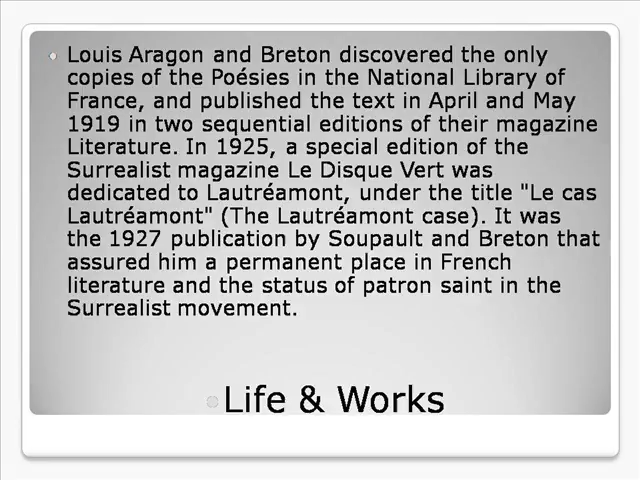 Louis Aragon and Breton discovered the only
copies of the Poésies in the National Library of
France, and published the text in April and May
1919 in two sequential editions of their magazine
Literature. In 1925, a special edition of the
Surrealist magazine Le Disque Vert was
dedicated to Lautréamont, under the title "Le cas
Lautréamont" (The Lautréamont case). It was
the 1927 publication by Soupault and Breton that
assured him a permanent place in French
literature and the status of patron saint in the
Surrealist movement.
Life & Works